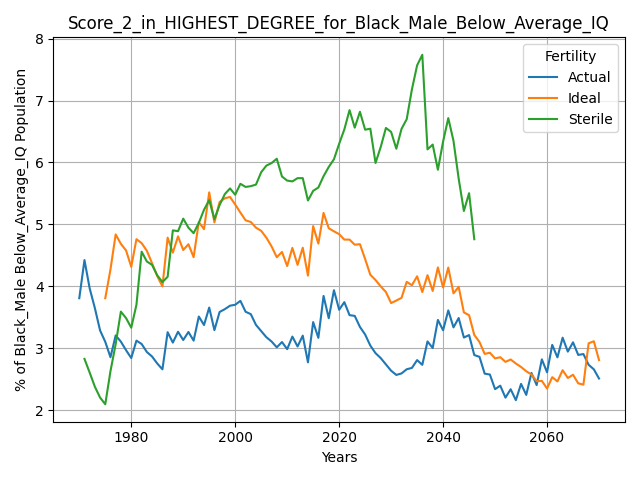 Score_2_in_HIGHEST_DEGREE_for_Black_Male_Below_Average_IQ
% of Black_Male Below_Average_IQ Population
8
7
6
5
4
3
2
Fertility
Actual
Ideal
Sterile
1980
2000
2020
2040
2060
Years